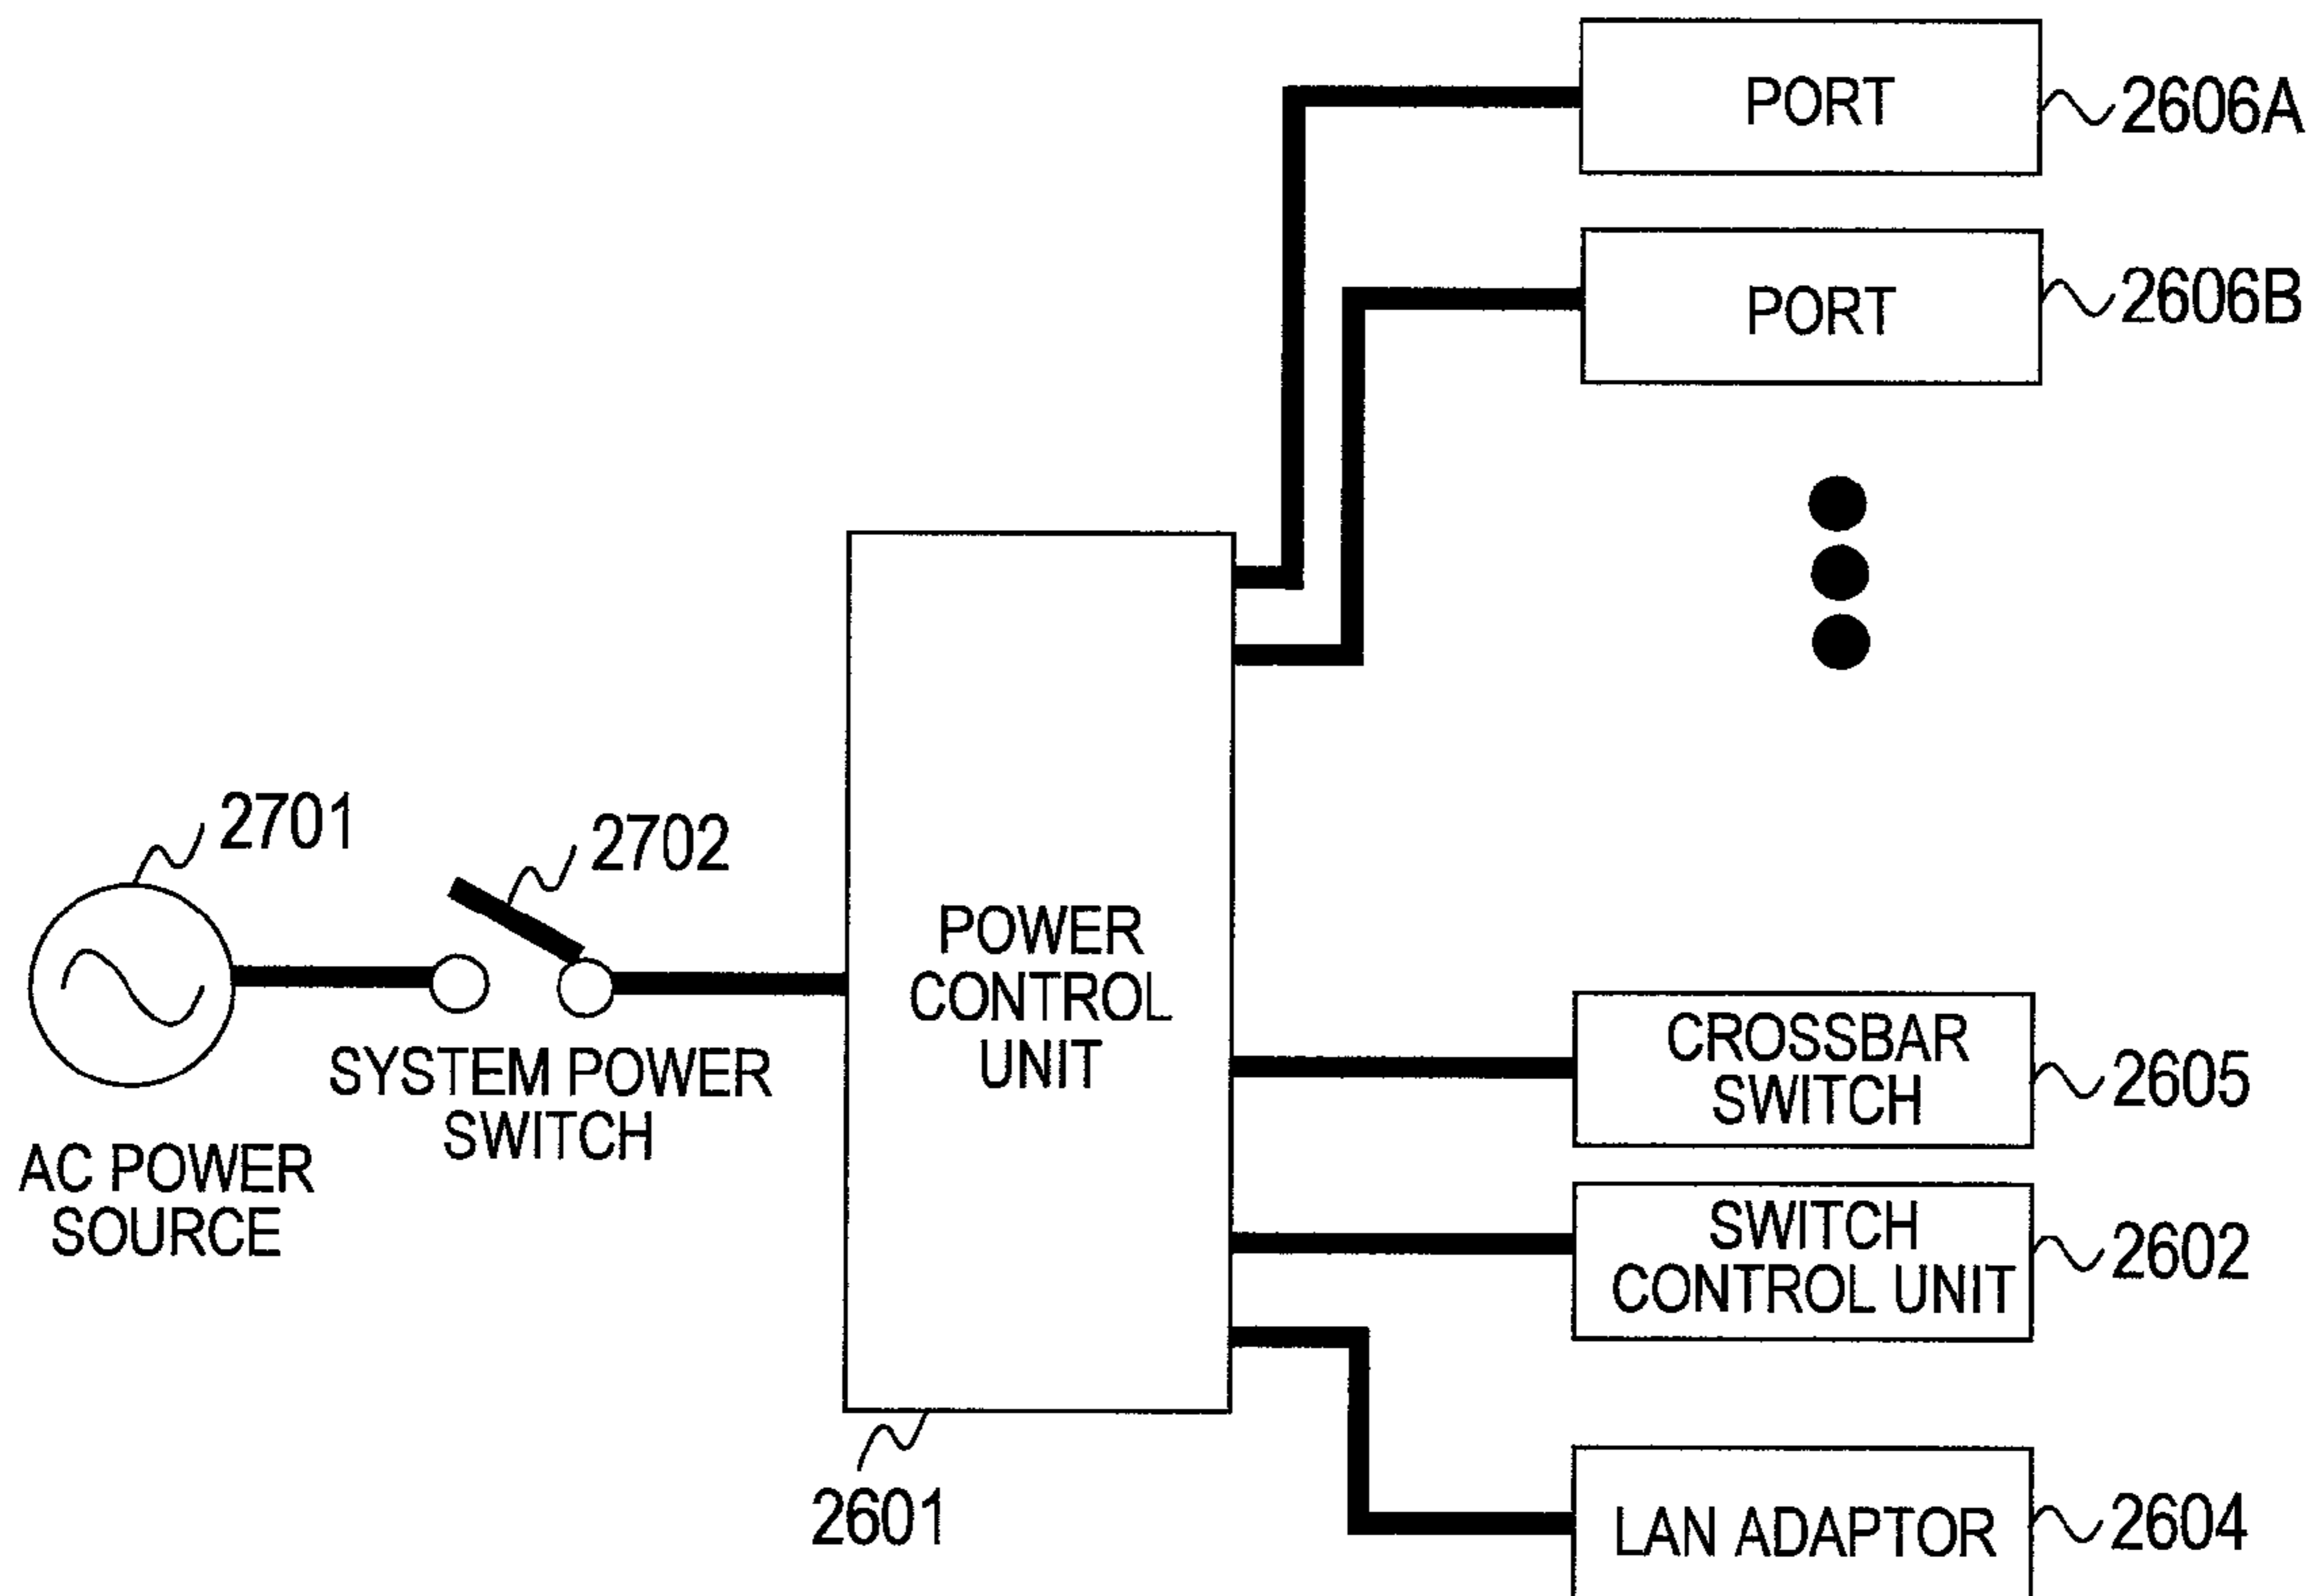 PORT
2606A
PORT
2606B
2701
2702
POWER
CONTROL
UNIT
SYSTEM POWER
SWITCH
AC POWER
SOURCE
2601
CROSSBAR
SWITCH
2605
SWITCH
CONTROL UNIT
2602
LAN ADAPTOR
2604